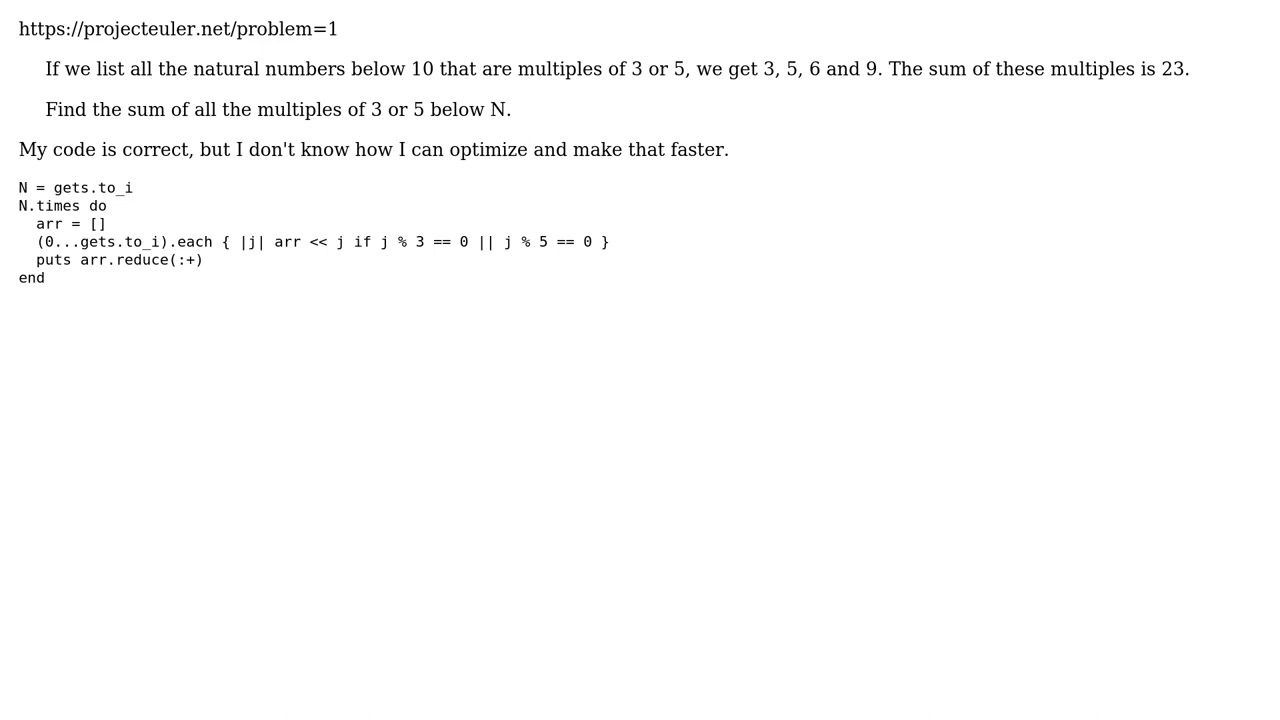 https://projecteuler.net/problem=1
If we list all the natural numbers below 10 that are multiples of 3 or 5, we get 3, 5, 6 and 9. The sum of these multiples is 23.
Find the sum of all the multiples of 3 or 5 below N.
My code is correct, but I don't know how I can optimize and make that faster.
N = gets.to_i
N.times do
  arr = []
  (0...gets.to_i).each { |j| arr << j if j % 3 == 0 || j % 5 == 0 }
  puts arr.reduce(:+)
end